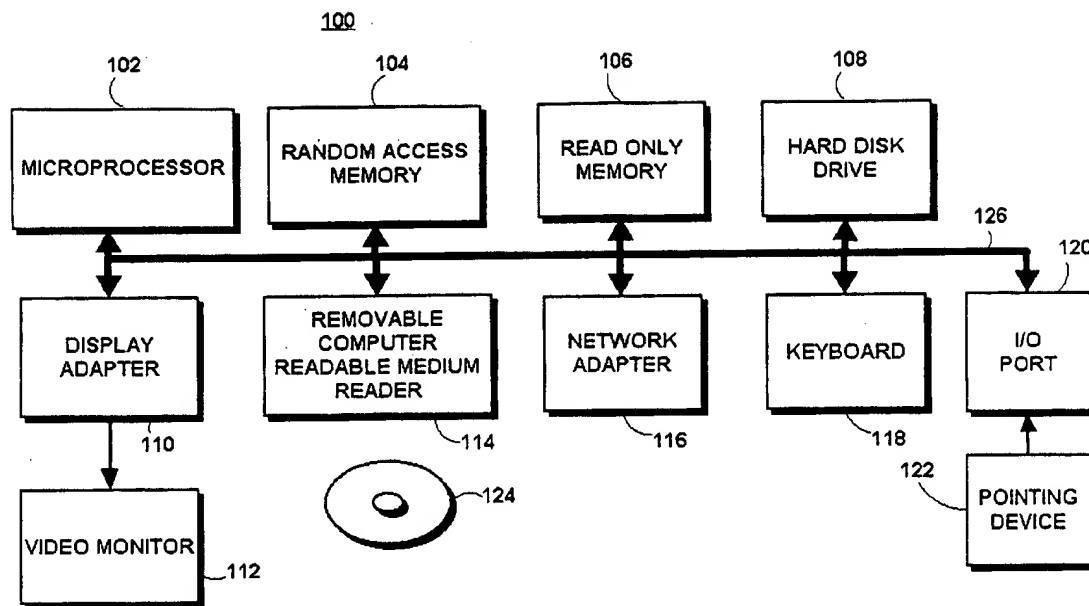 100
102
104
106
108
MICROPROCESSOR
RANDOM ACCESS
MEMORY
READ ONLY
MEMORY
HARD DISK
DRIVE
126
120
DISPLAY
ADAPTER
REMOVABLE
COMPUTER
READABLE MEDIUM
READER
NETWORK
ADAPTER
KEYBOARD
I/O
PORT
110
114
116
118
122
124
VIDEO MONITOR
POINTING
DEVICE
112